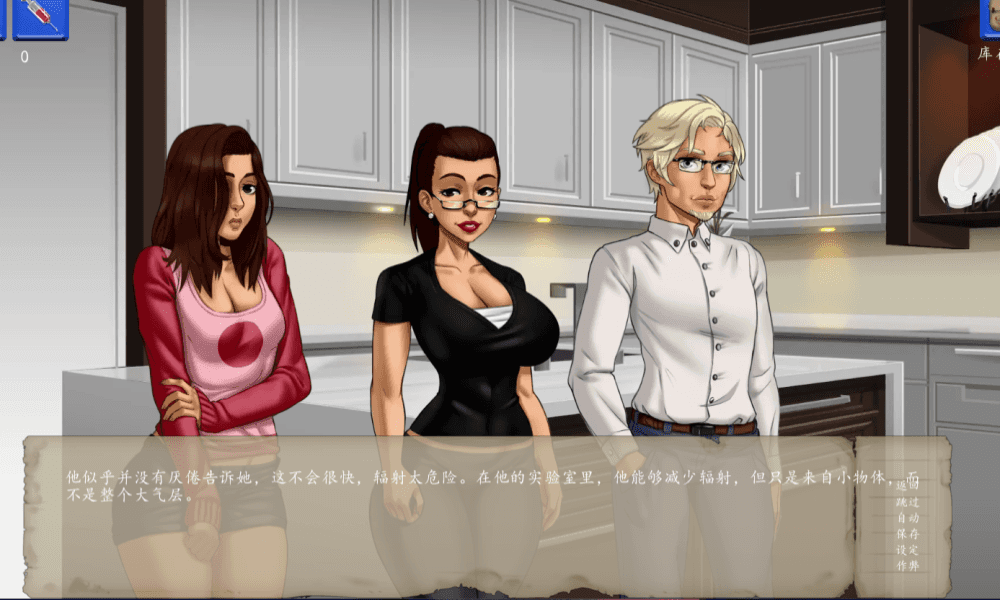 0
库
他似乎并没有厌倦告诉她，这不会很快，辐射太危险。在他的实验室里，他能够减少辐射，但只是来自小物体，而
不是整个大气层。
返回
跳过
自动
保存
设定
作弊